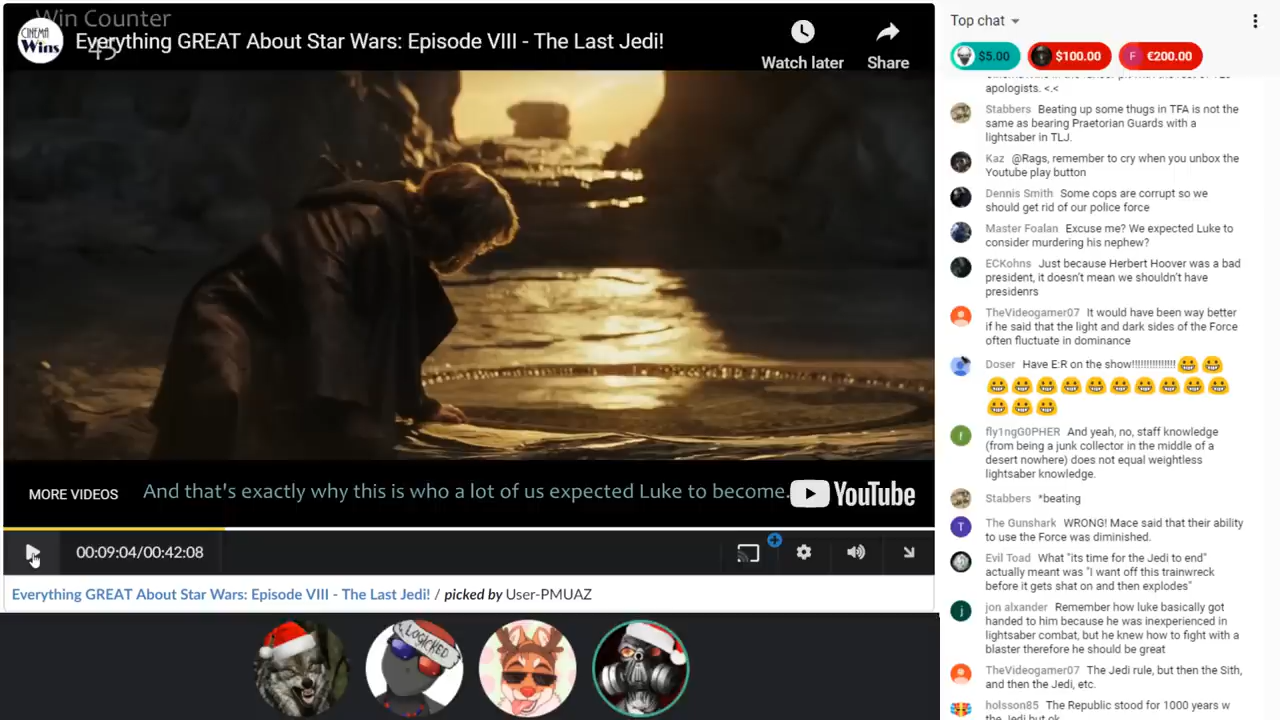 Win Counter
45
CINEMA
Wins
Everything GREAT About Star Wars: Episode VIII - The Last Jedi!
Watch later
Share
MORE VIDEOS
And that's exactly why this is who a lot of us expected Luke to become.
YouTube
00:09:04/00:42:08
Everything GREAT About Star Wars: Episode VIII - The Last Jedi! / picked by User-PMUAZ
LOGICKED
Top chat
$5.00
$100.00
F €200.00
apologists. <.<
Stabbers Beating up some thugs in TFA is not the
same as bearing Praetorian Guards with a
lightsaber in TLJ.
Kaz @Rags, remember to cry when you unbox the
Youtube play button
Dennis Smith Some cops are corrupt so we
should get rid of our police force
Master Foalan Excuse me? We expected Luke to
consider murdering his nephew?
ECKohns Just because Herbert Hoover was a bad
president, it doesn't mean we shouldn't have
presidenrs
TheVideogamer07 It would have been way better
if he said that the light and dark sides of the Force
often fluctuate in dominance
Doser Have E:R on the show!!!!!!!!!!!!!!!
f fly1ngG0PHER And yeah, no, staff knowledge
(from being a junk collector in the middle of a
desert nowhere) does not equal weightless
lightsaber knowledge.
Stabbers *beating
T The Gunshark WRONG! Mace said that their ability
to use the Force was diminished.
Evil Toad What "its time for the Jedi to end"
actually meant was "I want off this trainwreck
before it gets shat on and then explodes"
j jon alxander Remember how luke basically got
handed to him because he was inexperienced in
lightsaber combat, but he knew how to fight with a
blaster therefore he should be great
TheVideogamer07 The Jedi rule, but then the Sith,
and then the Jedi, etc.
holsson85 The Republic stood for 1000 years w
the Jedi but ok